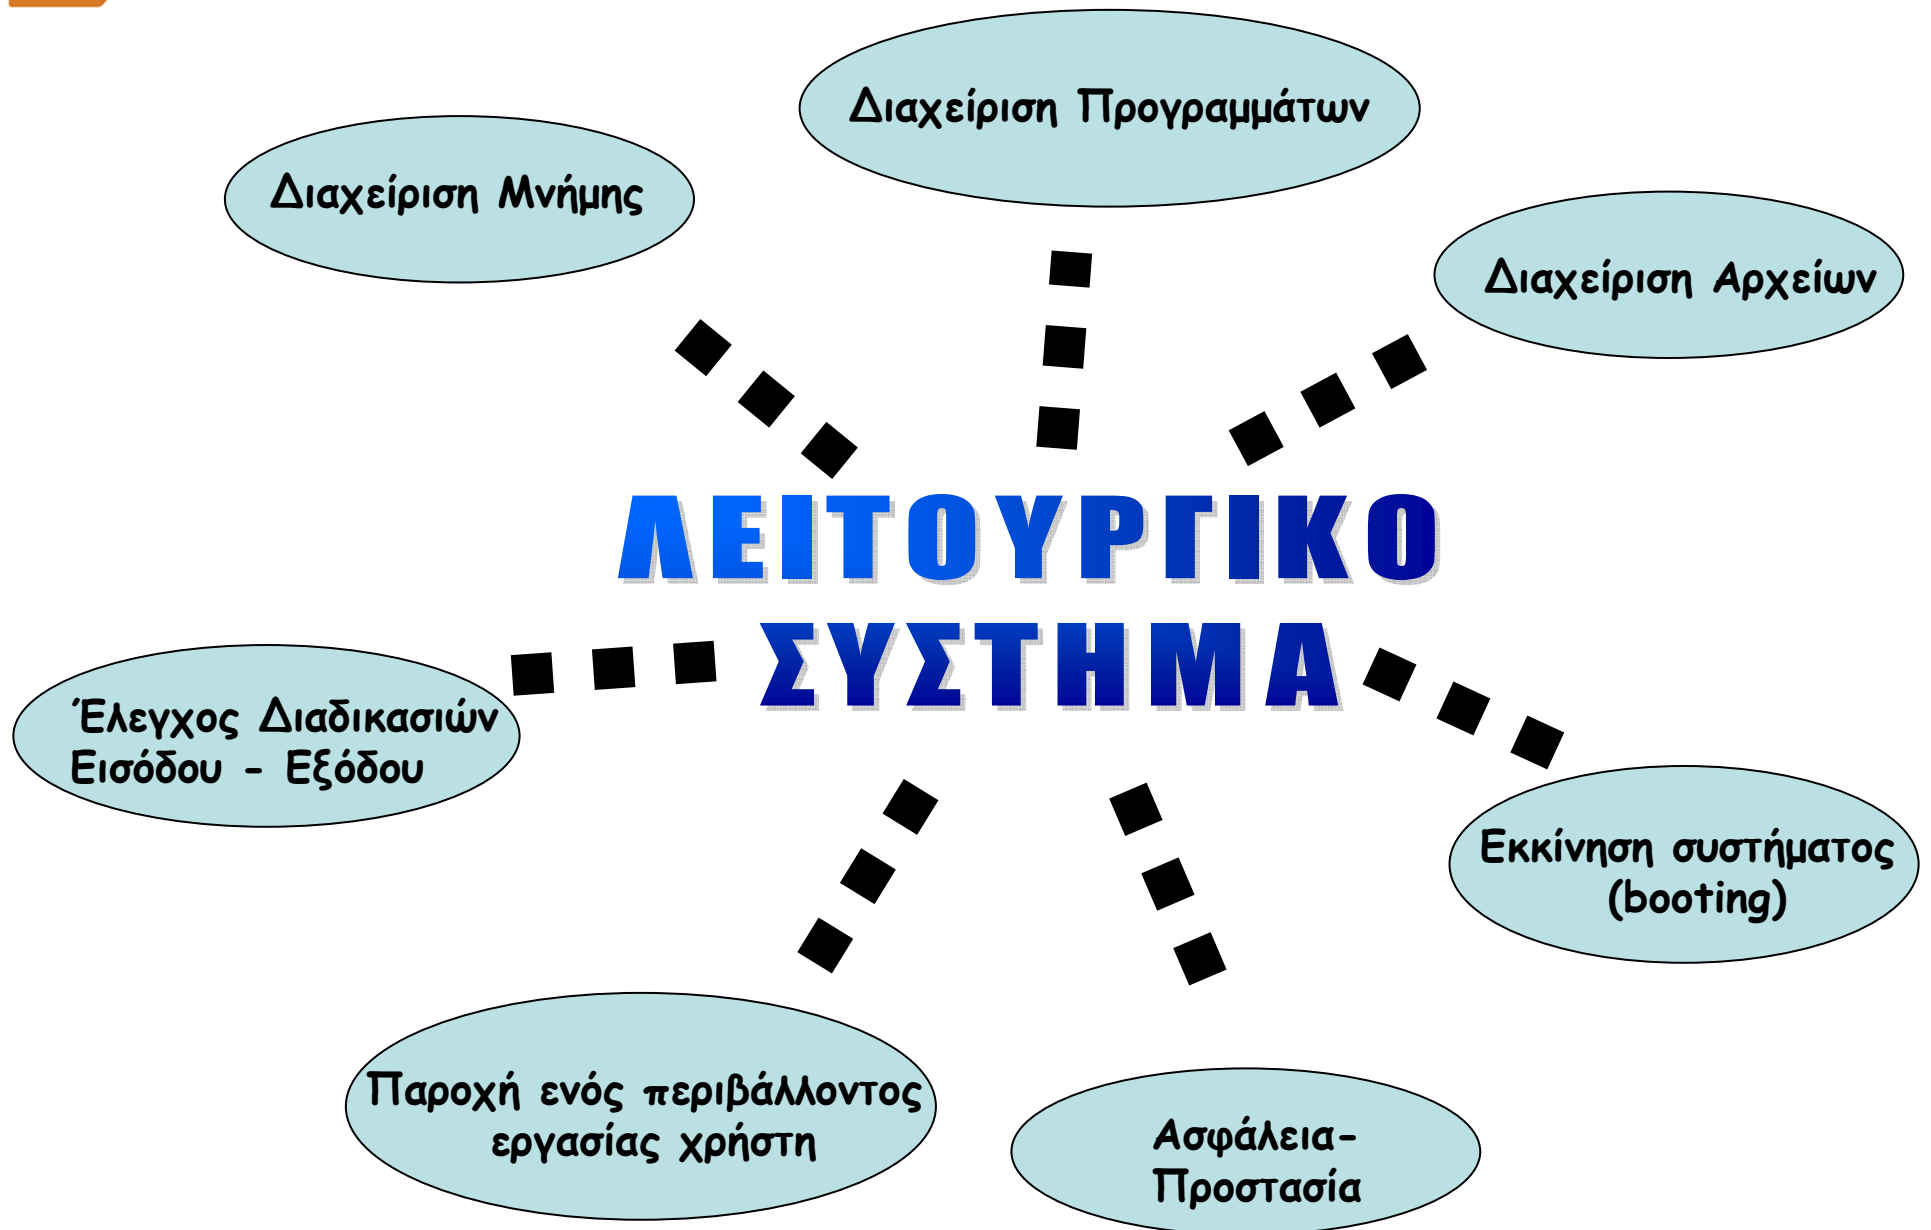 Διαχείριση Προγραμμάτων
Διαχείριση Μνήμης
Διαχείριση Αρχείων
ΛΕΙΤΟΥΡΓΙΚΟ
ΣΥΣΤΗΜΑ
Έλεγχος Διαδικασιών
Εισόδου - Εξόδου
Εκκίνηση συστήματος
(booting)
Παροχή ενός περιβάλλοντος
εργασίας χρήστη
Ασφάλεια-
Προστασία